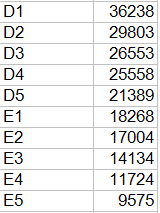 D1 36238
D2 29803
D3 26553
D4 25558
D5 21389
E1 18268
E2 17004
E3 14134
E4 11724
E5 9575